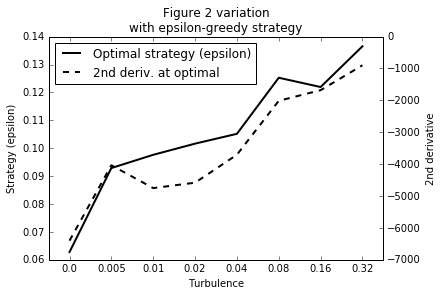 Figure 2 variation
with epsilon-greedy strategy
Optimal strategy (epsilon)
2nd deriv. at optimal
Strategy (epsilon)
0.14
0.13
0.12
0.11
0.10
0.09
0.08
0.07
0.06
0
−1000
−2000
−3000
−4000
−5000
−6000
−7000
2nd derivative
0.0 0.005 0.01 0.02 0.04 0.08 0.16 0.32
Turbulence